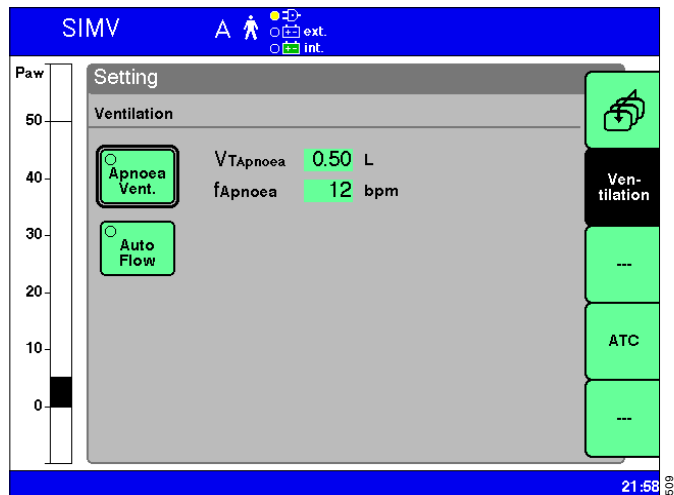 SIMV A ext.
int.
Paw
50
40
30
20
10
0
Setting
Ventilation
Apnoea
Vent.
VTApnoea 0.50 L
fApnoea 12 bpm
Auto
Flow
Ven-
tilation
---
ATC
---
21:58
509